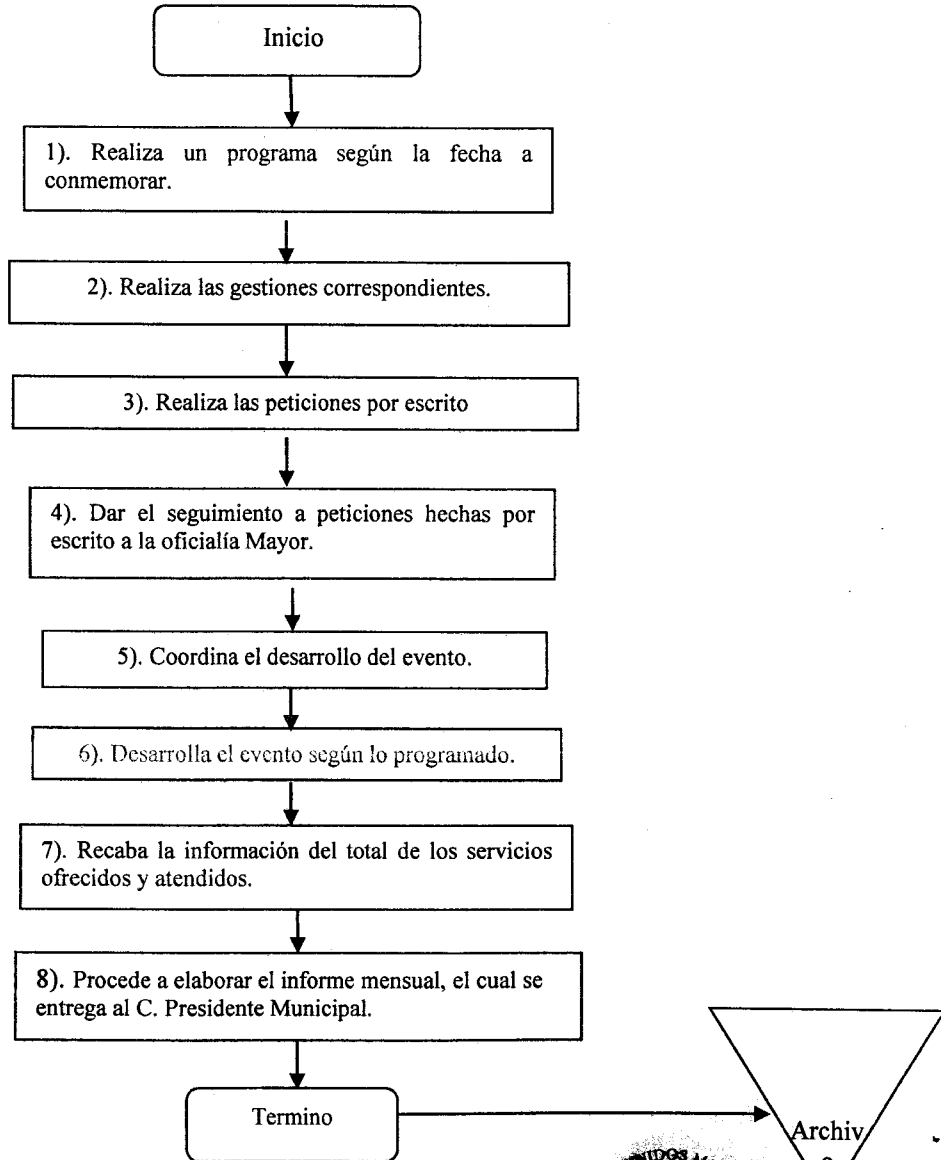 Inicio
1). Realiza un programa según la fecha a
conmemorar.
2). Realiza las gestiones correspondientes.
3). Realiza las peticiones por escrito
4). Dar el seguimiento a peticiones hechas por
escrito a la oficialía Mayor.
5). Coordina el desarrollo del evento.
6). Desarrolla el evento según lo programado.
7). Recaba la información del total de los servicios
ofrecidos y atendidos.
8). Procede a elaborar el informe mensual, el cual se
entrega al C. Presidente Municipal.
Termino
Archiv